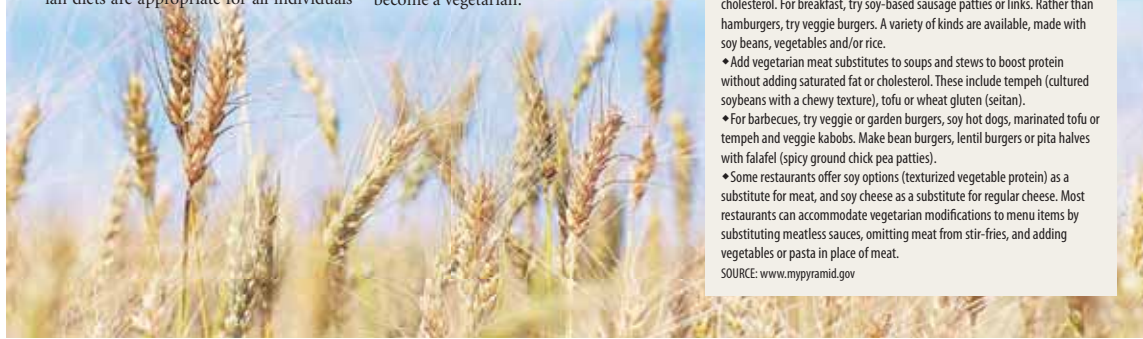 ian diets are appropriate for all individuals
become a vegetarian.
cholesterol. For breakfast, try soy-based sausage patties or links. Rather than
hamburgers, try veggie burgers. A variety of kinds are available, made with
soy beans, vegetables and/or rice.
◆Add vegetarian meat substitutes to soups and stews to boost protein
without adding saturated fat or cholesterol. These include tempeh (cultured
soybeans with a chewy texture), tofu or wheat gluten (seitan).
◆For barbecues, try veggie or garden burgers, soy hot dogs, marinated tofu or
tempeh and veggie kabobs. Make bean burgers, lentil burgers or pita halves
with falafel (spicy ground chick pea patties).
◆Some restaurants offer soy options (texturized vegetable protein) as a
substitute for meat, and soy cheese as a substitute for regular cheese. Most
restaurants can accommodate vegetarian modifications to menu items by
substituting meatless sauces, omitting meat from stir-fries, and adding
vegetables or pasta in place of meat.
SOURCE: www.mypyramid.gov